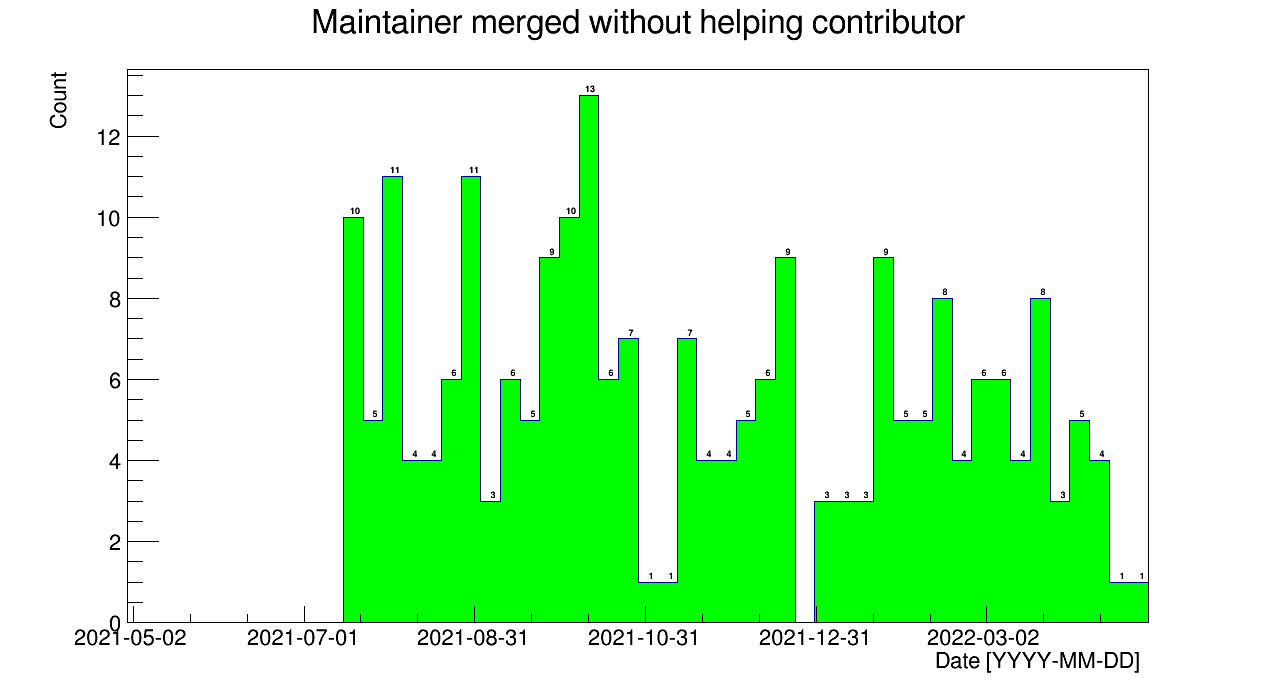 Maintainer merged without helping contributor
Count
12
10
8
6
4
2
0
10 5 11 4 4 6 11 3 6 5 9 10 13 6 7 1 1 7 4 4 5 6 9 3 3 3 9 5 5 8 4 6 6 4 8 3 5 4 1 1
2021-05-02 2021-07-01 2021-08-31 2021-10-31 2021-12-31 2022-03-02
Date [YYYY-MM-DD]